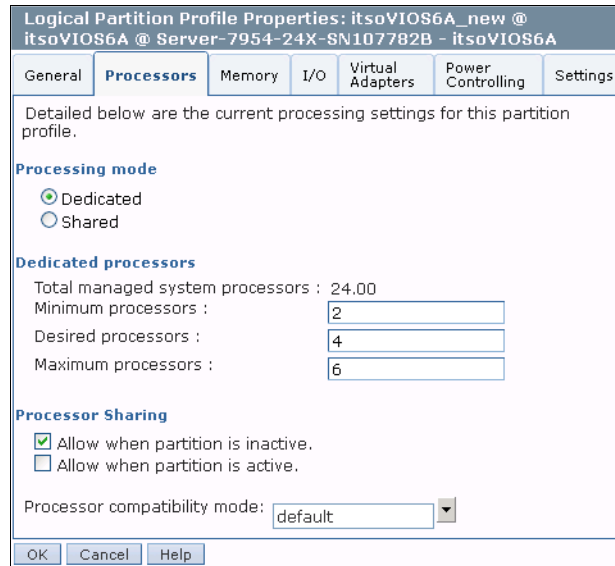 Logical Partition Profile Properties: itsoVIOS6A_new @
itsoVIOS6A @ Server-7954-24X-SN107782B - itsoVIOS6A
General Processors Memory I/O Virtual Adapters Power Controlling Settings
Detailed below are the current processing settings for this partition
profile.
Processing mode
Dedicated
Shared
Dedicated processors
Total managed system processors : 24.00
Minimum processors : 2
Desired processors : 4
Maximum processors : 6
Processor Sharing
Allow when partition is inactive.
Allow when partition is active.
Processor compatibility mode: default
OK Cancel Help